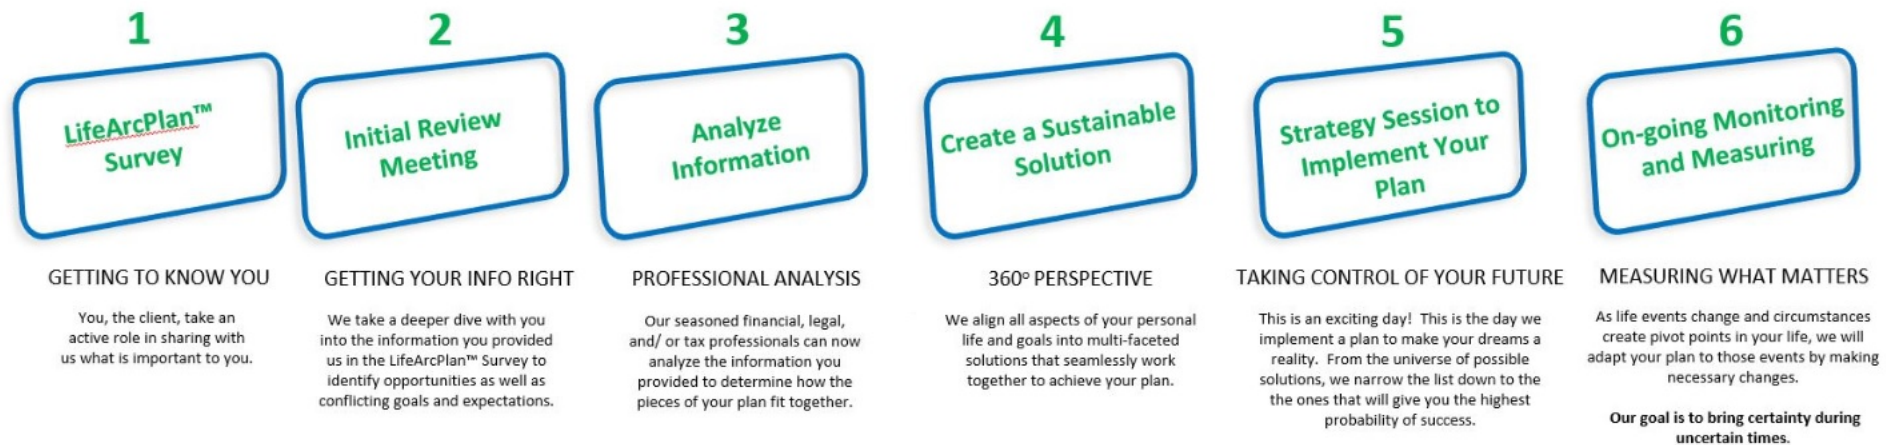 1
LifeArcPlan™
Survey
GETTING TO KNOW YOU
You, the client, take an
active role in sharing with
us what is important to you.
2
Initial Review
Meeting
GETTING YOUR INFO RIGHT
We take a deeper dive with you
into the information you provided
us in the LifeArcPlan™ Survey to
identify opportunities as well as
conflicting goals and expectations.
3
Analyze
Information
PROFESSIONAL ANALYSIS
Our seasoned financial, legal,
and/ or tax professionals can now
analyze the information you
provided to determine how the
pieces of your plan fit together.
4
Create a Sustainable
Solution
360° PERSPECTIVE
We align all aspects of your personal
life and goals into multi-faceted
solutions that seamlessly work
together to achieve your plan.
5
Strategy Session to
Implement Your
Plan
TAKING CONTROL OF YOUR FUTURE
This is an exciting day!  This is the day we
implement a plan to make your dreams a
reality.  From the universe of possible
solutions, we narrow the list down to the
the ones that will give you the highest
probability of success.
6
On-going Monitoring
and Measuring
MEASURING WHAT MATTERS
As life events change and circumstances
create pivot points in your life, we will
adapt your plan to those events by making
necessary changes.
Our goal is to bring certainty during
uncertain times.